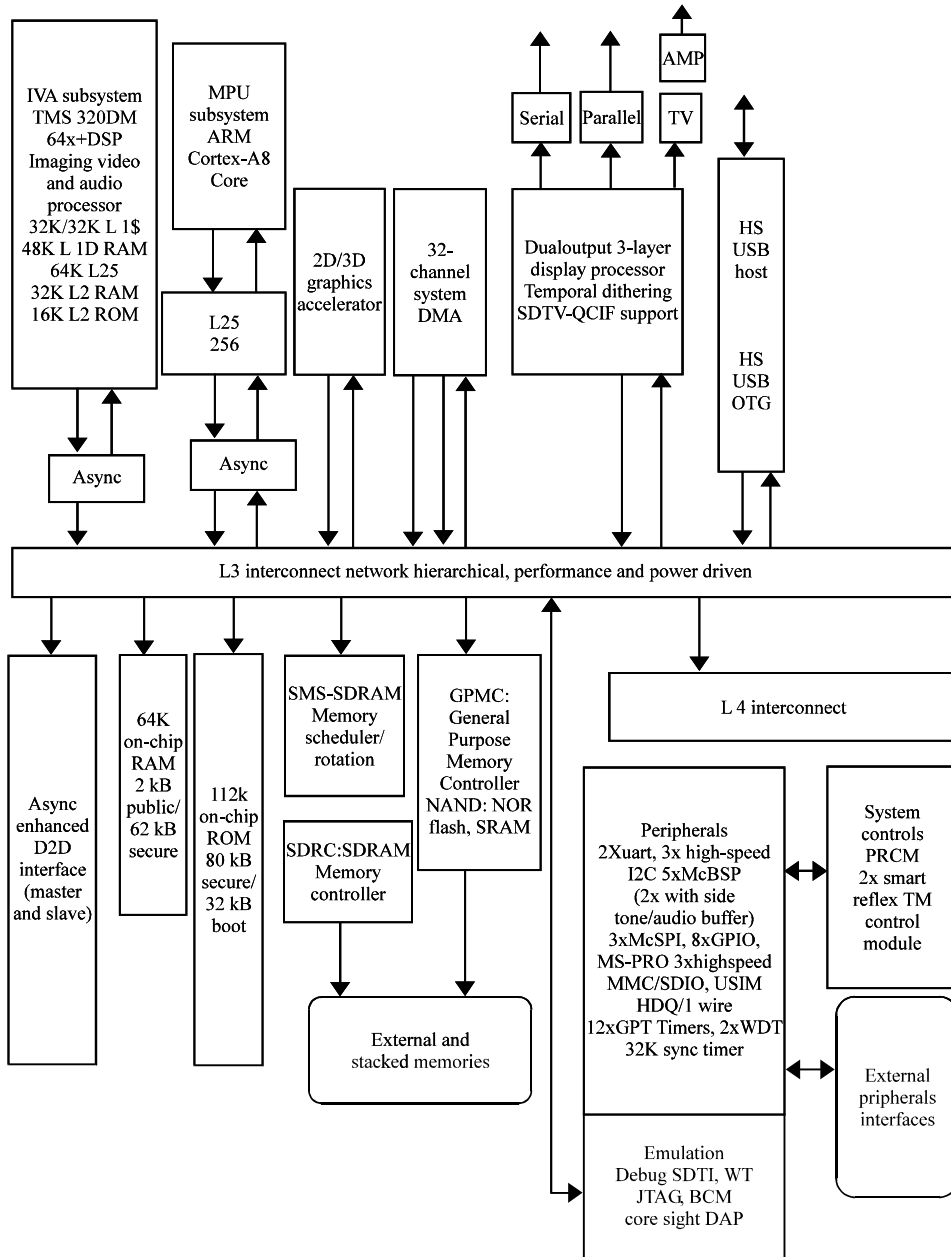 IVA subsystem
TMS 320DM
64x+DSP
Imaging video
and audio
processor
32K/32K L 1$
48K L 1D RAM
64K L25
32K L2 RAM
16K L2 ROM
MPU
subsystem
ARM
Cortex-A8
Core
L25
256
Async
Async
2D/3D
graphics
accelerator
32-
channel
system
DMA
Serial
Parallel
AMP
TV
Dualoutput 3-layer
display processor
Temporal dithering
SDTV-QCIF support
HS
USB
host
HS
USB
OTG
L3 interconnect network hierarchical, performance and power driven
Async
enhanced
D2D
interface
(master
and slave)
64K
on-chip
RAM
2 kB
public/
62 kB
secure
112k
on-chip
ROM
80 kB
secure/
32 kB
boot
SMS-SDRAM
Memory
scheduler/
rotation
SDRC:SDRAM
Memory
controller
GPMC:
General
Purpose
Memory
Controller
NAND: NOR
flash, SRAM
External and
stacked memories
L 4 interconnect
Peripherals
2Xuart, 3x high-speed
I2C 5xMcBSP
(2x with side
tone/audio buffer)
3xMcSPI, 8xGPIO,
MS-PRO 3xhighspeed
MMC/SDIO, USIM
HDQ/1 wire
12xGPT Timers, 2xWDT
32K sync timer
System
controls
PRCM
2x smart
reflex TM
control
module
External
pripherals
interfaces
Emulation
Debug SDTI, WT
JTAG, BCM
core sight DAP